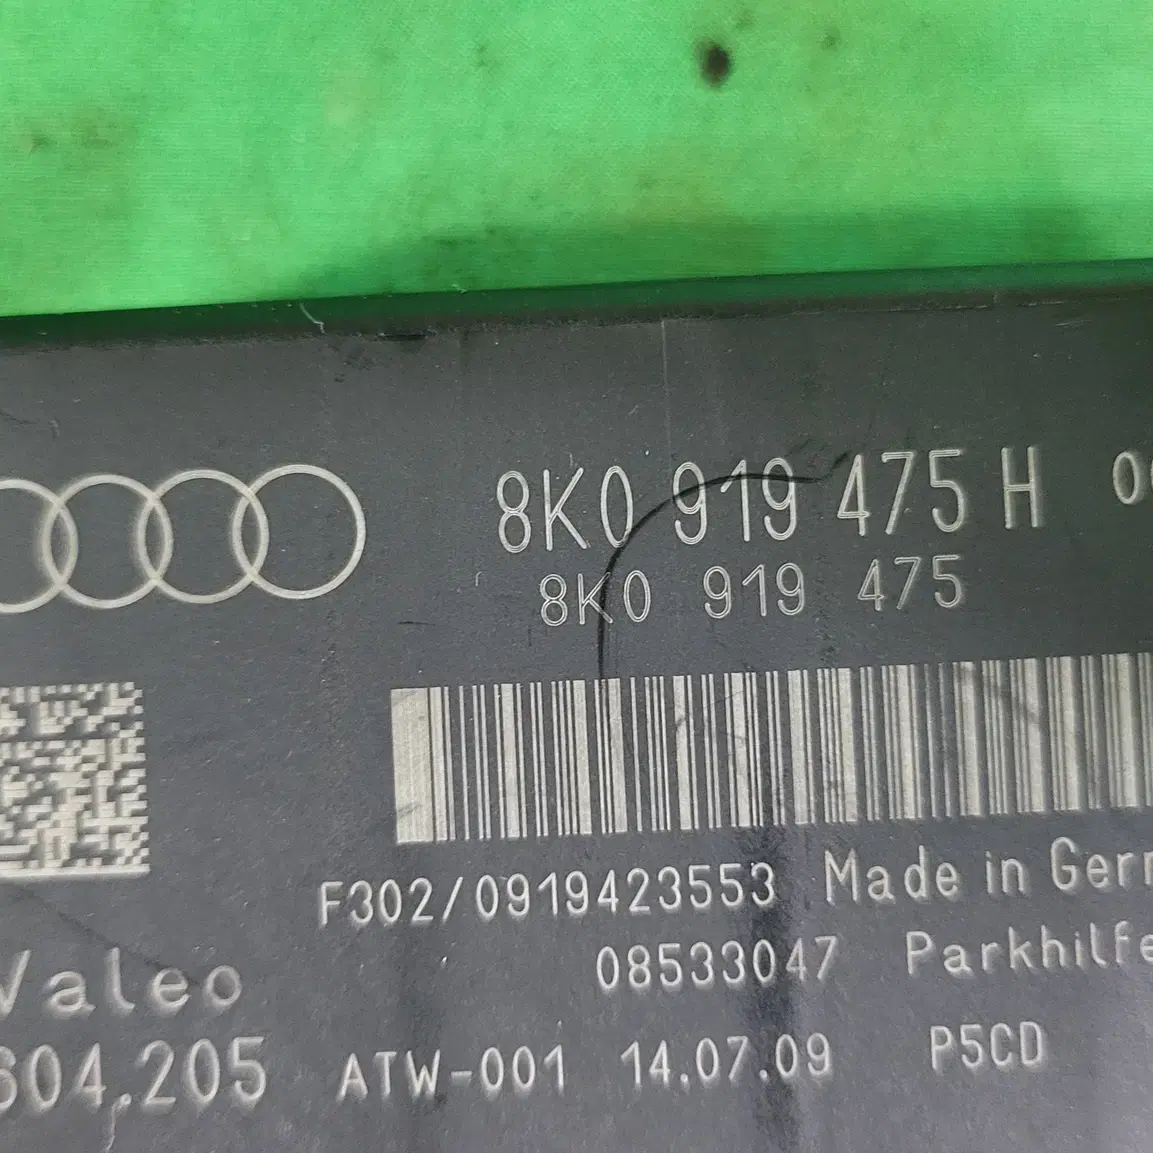 8K0 919 475 H
8K0 919 475
F302/0919423553 Made in
08533047 Parkhilfe
Valeo
604.205 ATW-001 14.07.09 P5CD